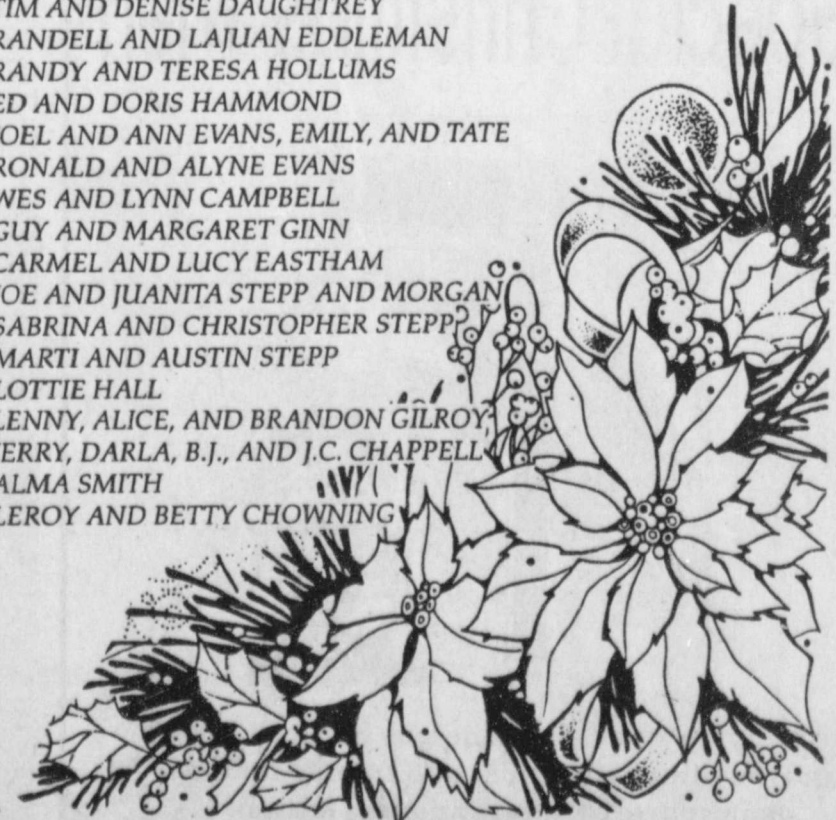 TIM AND DENISE DAUGHTREY
RANDELL AND LAJUAN EDDLEMAN
RANDY AND TERESA HOLLUMS
ED AND DORIS HAMMOND
JOEL AND ANN EVANS, EMILY, AND TATE
RONALD AND ALYNE EVANS
WES AND LYNN CAMPBELL
GUY AND MARGARET GINN
CARMEL AND LUCY EASTHAM
JOE AND JUANITA STEPP AND MORGAN
SABRINA AND CHRISTOPHER STEPP
MARTI AND AUSTIN STEPP
LOTTIE HALL
LENNY, ALICE, AND BRANDON GILROY
AND DARLA, B.J., AND J.C. CHAPPELL
ALMA SMITH
LEROY AND BETTY CHOWNING